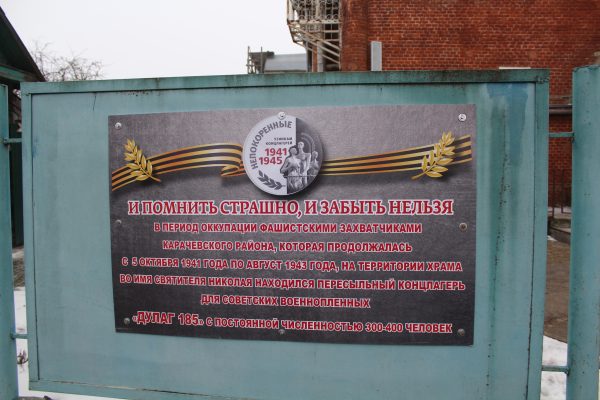 НЕПОКОРЕННЫЕ
УЗНИКАМ
КОНЦЛАГЕРЕЙ
1941
1945
И ПОМНИТЬ СТРАШНО, И ЗАБЫТЬ НЕЛЬЗЯ
В ПЕРИОД ОККУПАЦИИ ФАШИСТСКИМИ ЗАХВАТЧИКАМИ
КАРАЧЕВСКОГО РАЙОНА, КОТОРАЯ ПРОДОЛЖАЛАСЬ
С 5 ОКТЯБРЯ 1941 ГОДА ПО АВГУСТ 1943 ГОДА, НА ТЕРРИТОРИИ ХРАМА
ВО ИМЯ СВЯТИТЕЛЯ НИКОЛАЯ НАХОДИЛСЯ ПЕРЕСЫЛЬНЫЙ КОНЦЛАГЕРЬ
ДЛЯ СОВЕТСКИХ ВОЕННОПЛЕННЫХ
«ДУЛАГ 185» С ПОСТОЯННОЙ ЧИСЛЕННОСТЬЮ 300-400 ЧЕЛОВЕК